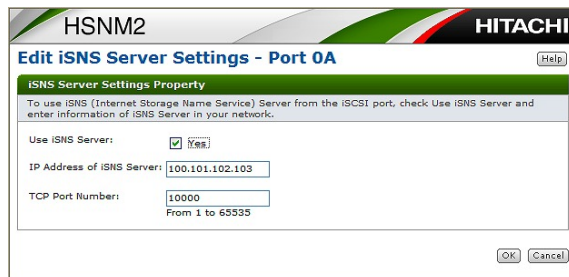 HSNM2
HITACHI
Edit iSNS Server Settings - Port 0A
Help
iSNS Server Settings Property
To use iSNS (Internet Storage Name Service) Server from the iSCSI port, check Use iSNS Server and
enter information of iSNS Server in your network.
Use iSNS Server: Yes
IP Address of iSNS Server: 100.101.102.103
TCP Port Number: 10000
From 1 to 65535
OK Cancel